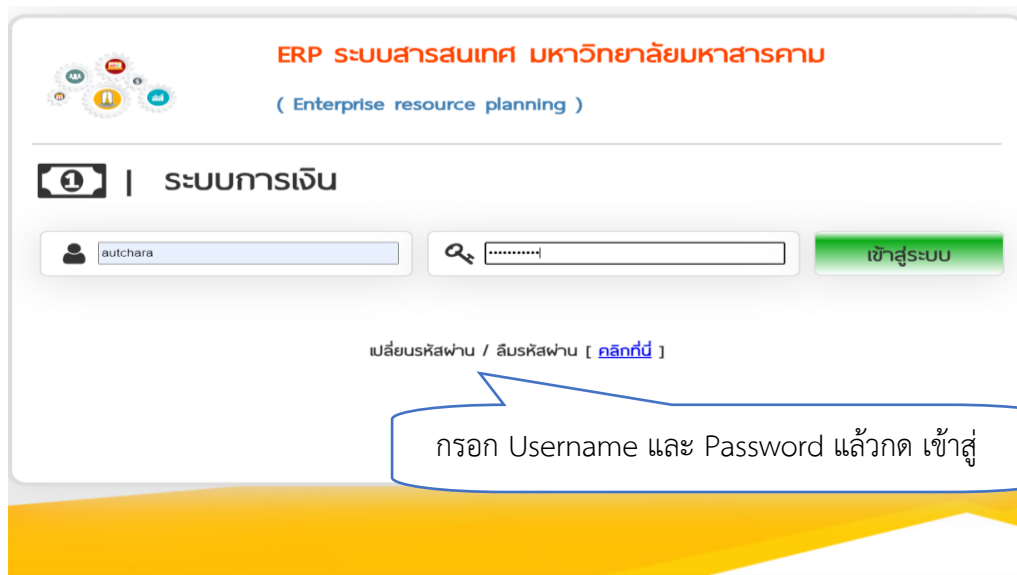 ERP ระบบสารสนเทศ มหาวิทยาลัยมหาสารคาม
( Enterprise resource planning )
| ระบบการเงิน
autchara
···········
เข้าสู่ระบบ
เปลี่ยนรหัสผ่าน / ลืมรหัสผ่าน [ คลิกที่นี่ ]
กรอก Username และ Password แล้วกด เข้าสู่